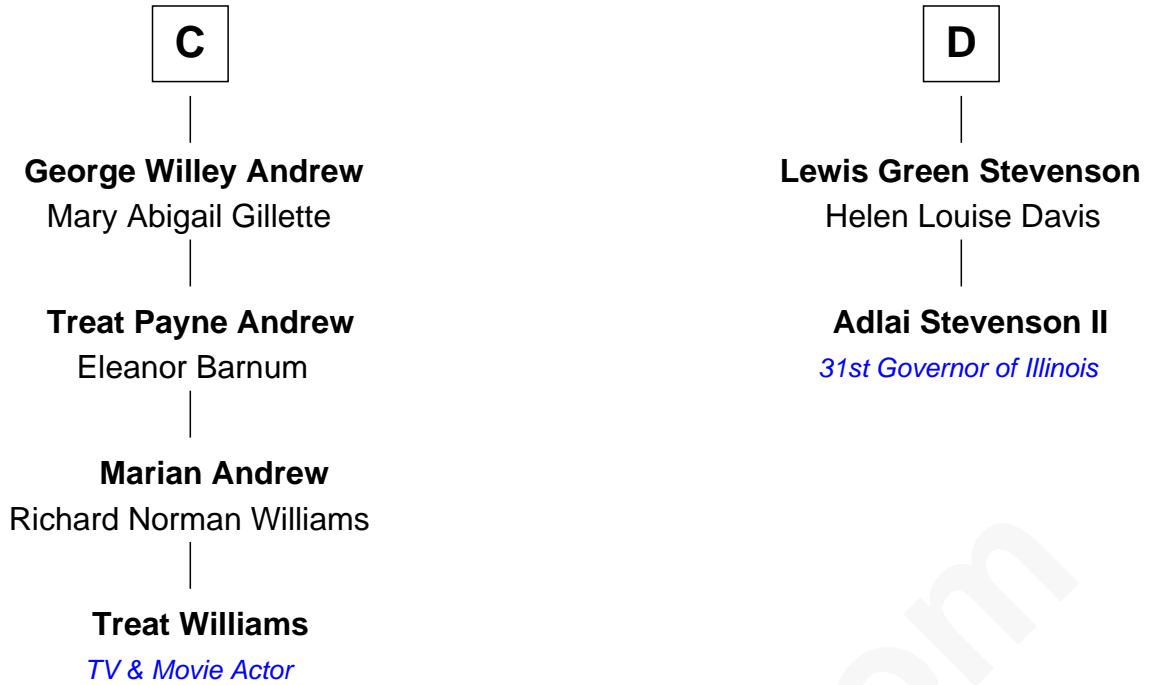 C
George Willey Andrew
Mary Abigail Gillette
Treat Payne Andrew
Eleanor Barnum
Marian Andrew
Richard Norman Williams
Treat Williams
TV & Movie Actor
D
Lewis Green Stevenson
Helen Louise Davis
Adlai Stevenson II
31st Governor of Illinois
om